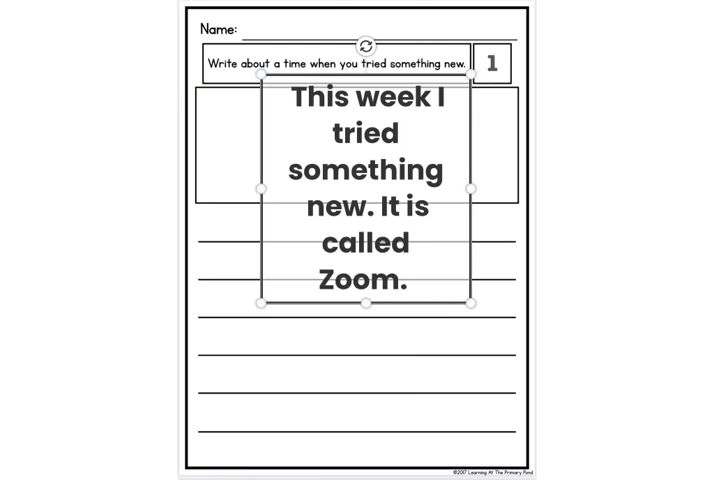 Name:
Write about a time when you tried something new.
1
This week I
tried
something
new. It is
called
Zoom.
©2017 Learning At The Primary Pond